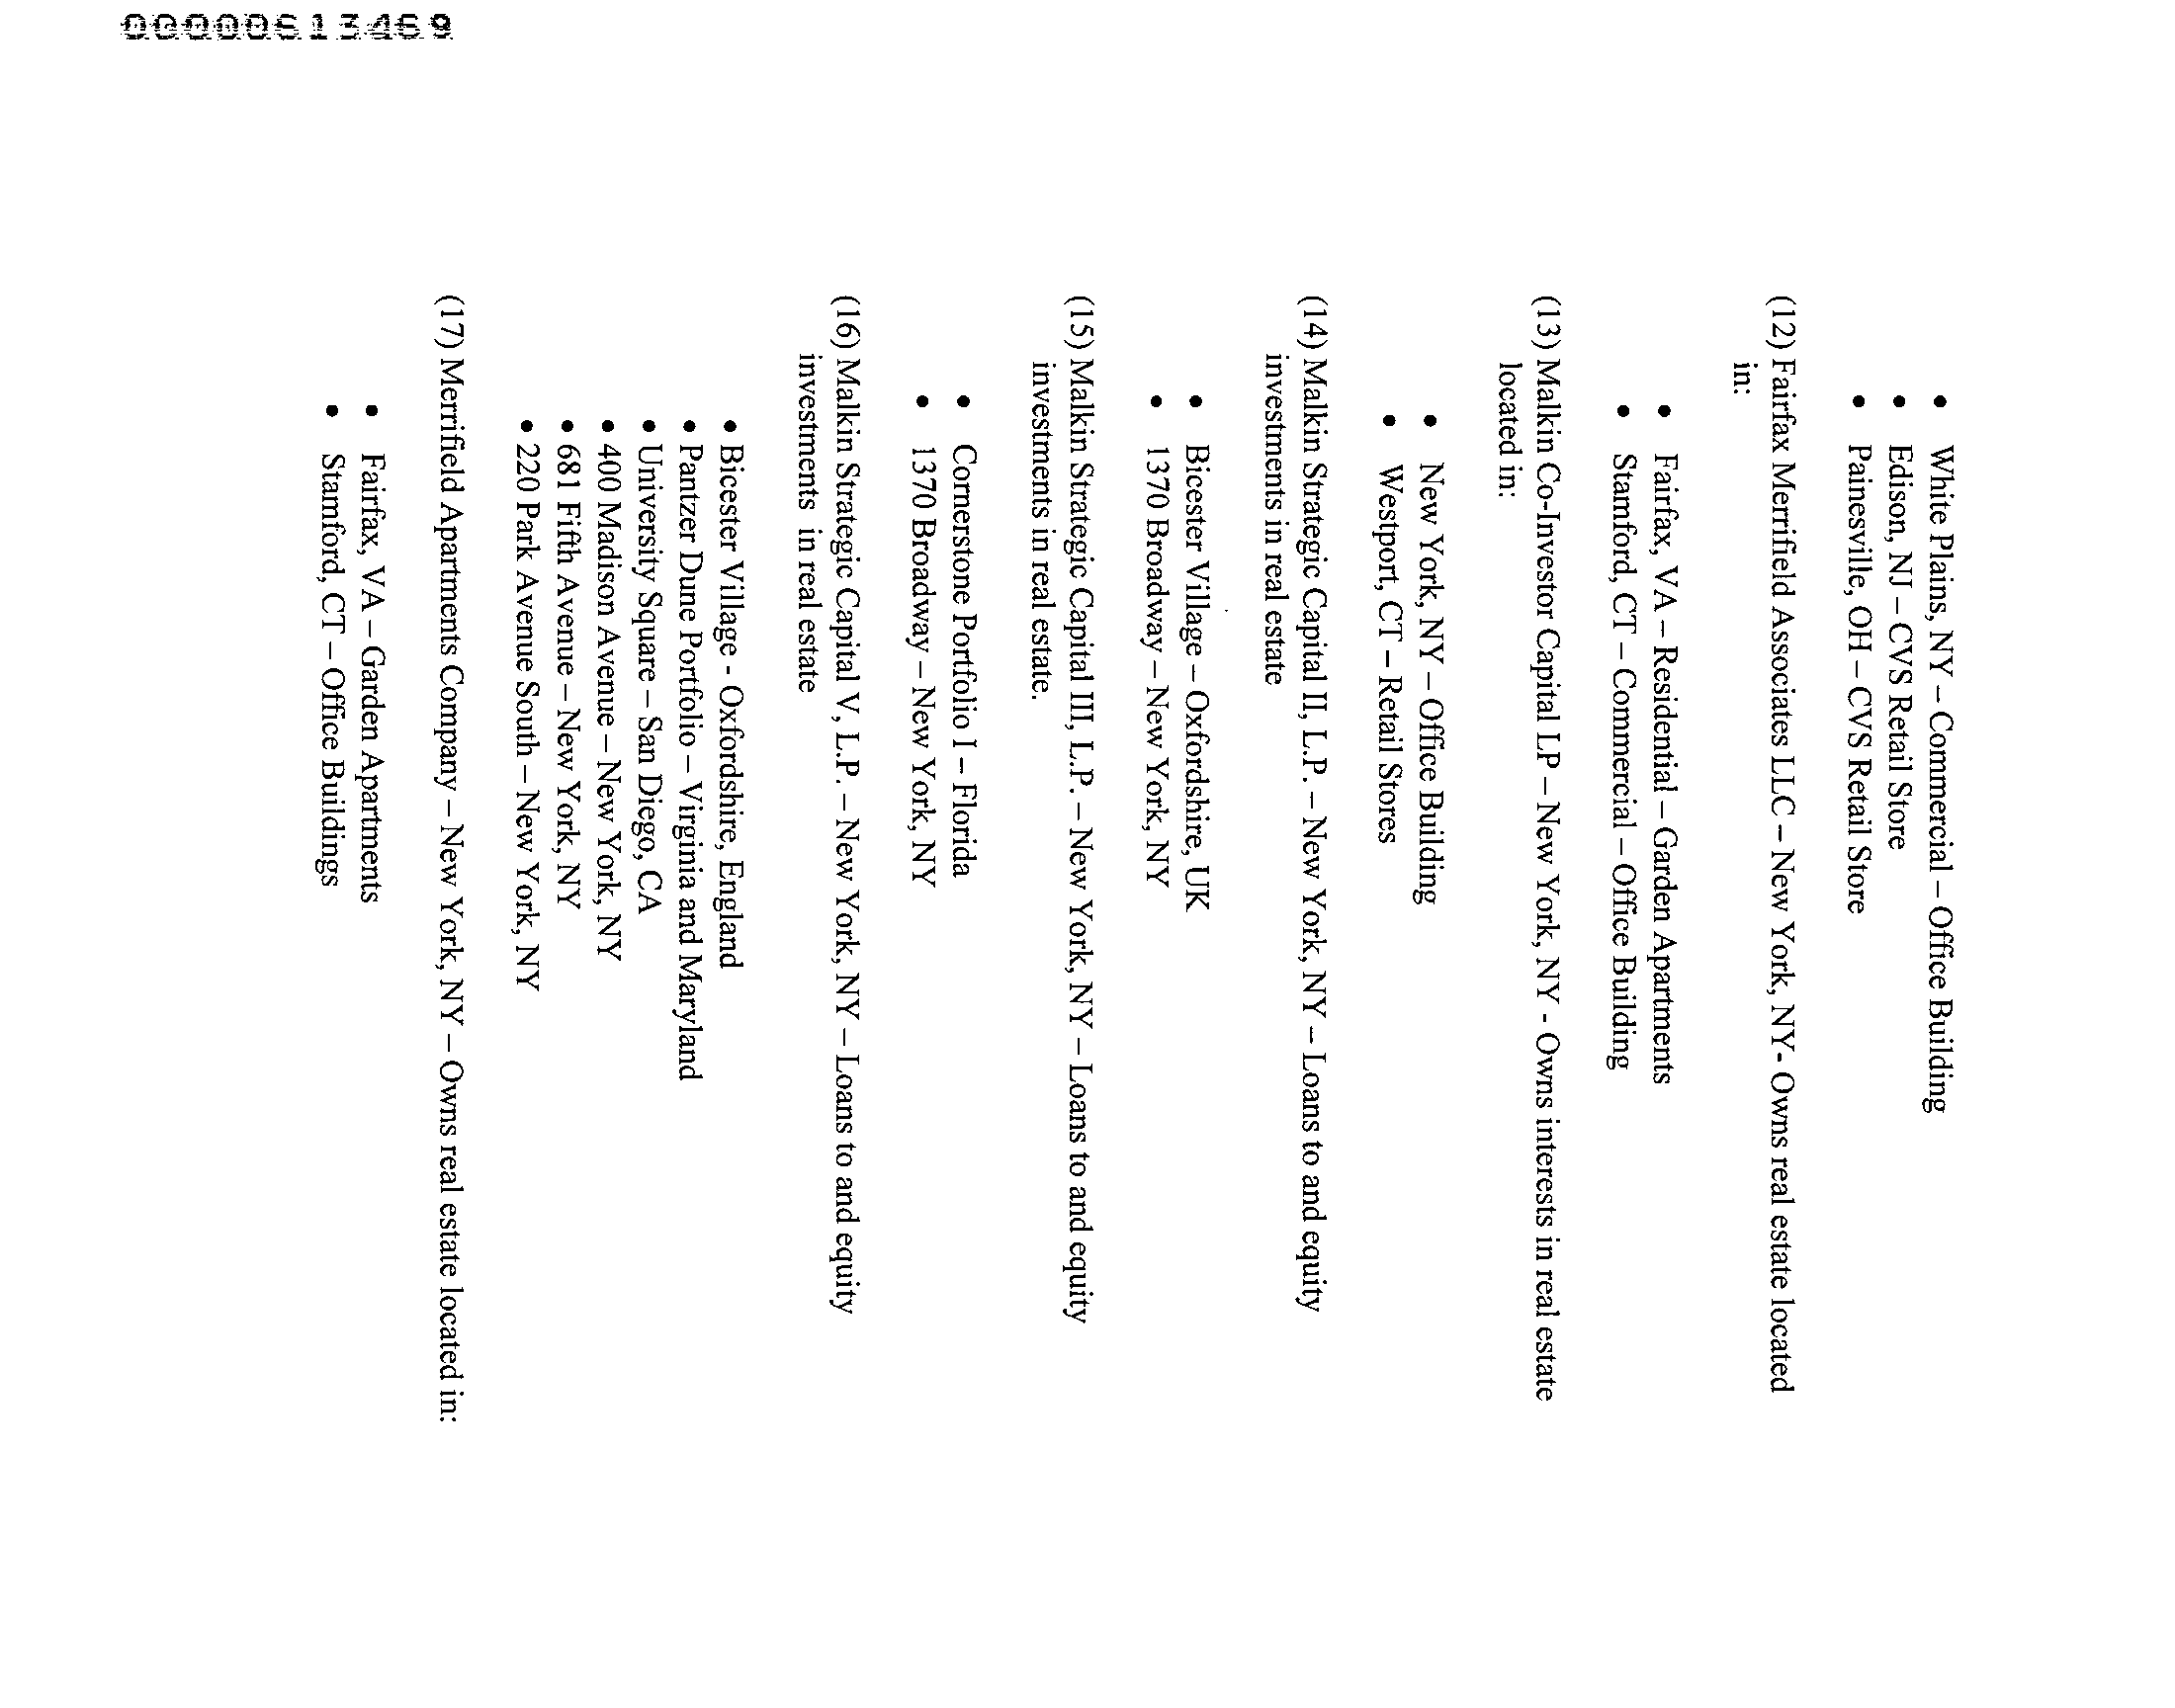 00000613469
• White Plains, NY – Commercial – Office Building
• Edison, NJ – CVS Retail Store
• Painesville, OH – CVS Retail Store
(12) Fairfax Merrifield Associates LLC – New York, NY- Owns real estate located
in:
• Fairfax, VA – Residential – Garden Apartments
• Stamford, CT – Commercial – Office Building
(13) Malkin Co-Investor Capital LP – New York, NY - Owns interests in real estate
located in:
• New York, NY – Office Building
• Westport, CT – Retail Stores
(14) Malkin Strategic Capital II, L.P. – New York, NY – Loans to and equity
investments in real estate
• Bicester Village – Oxfordshire, UK
• 1370 Broadway – New York, NY
(15) Malkin Strategic Capital III, L.P. – New York, NY – Loans to and equity
investments in real estate.
• Cornerstone Portfolio I – Florida
• 1370 Broadway – New York, NY
(16) Malkin Strategic Capital V, L.P. – New York, NY – Loans to and equity
investments in real estate
• Bicester Village - Oxfordshire, England
• Pantzer Dune Portfolio – Virginia and Maryland
• University Square – San Diego, CA
• 400 Madison Avenue – New York, NY
• 681 Fifth Avenue – New York, NY
• 220 Park Avenue South – New York, NY
(17) Merrifield Apartments Company – New York, NY – Owns real estate located in:
• Fairfax, VA – Garden Apartments
• Stamford, CT – Office Buildings